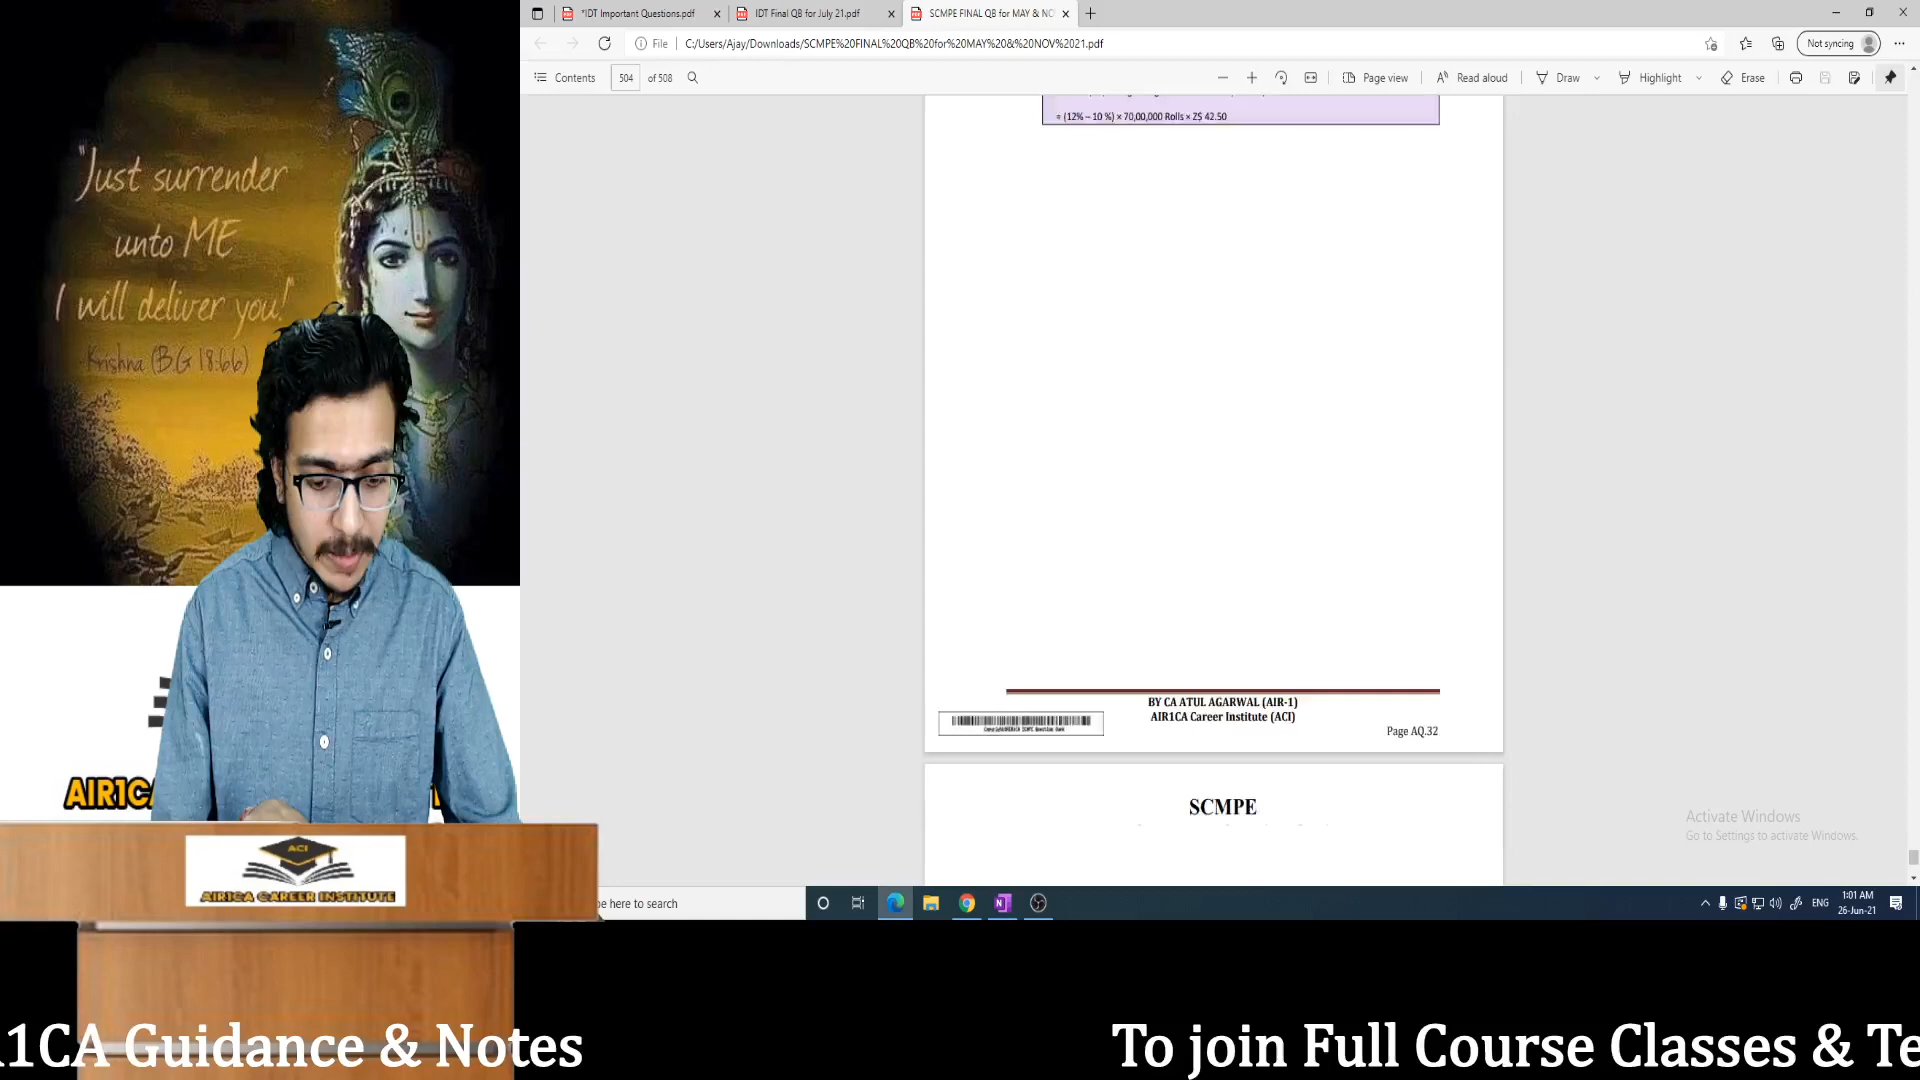 "Just surrender
unto ME
I will deliver you!"
-Krishna (B.G 18:66)
AIR1CA
ACI
AIR1CA CAREER INSTITUTE
*IDT Important Questions.pdf
IDT Final QB for July 21.pdf
SCMPE FINAL QB for MAY & NO
File
C:/Users/Ajay/Downloads/SCMPE%20FINAL%20QB%20for%20MAY%20&%20NOV%2021.pdf
Not syncing
Contents
504
of 508
Page view
Read aloud
Draw
Highlight
Erase
= (12% – 10 %) × 70,00,000 Rolls × Z$ 42.50
BY CA ATUL AGARWAL (AIR-1)
AIR1CA Career Institute (ACI)
Page AQ.32
SCMPE
Activate Windows
Go to Settings to activate Windows.
pe here to search
ENG
1:01 AM
26-Jun-21
1CA Guidance & Notes
To join Full Course Classes & Te